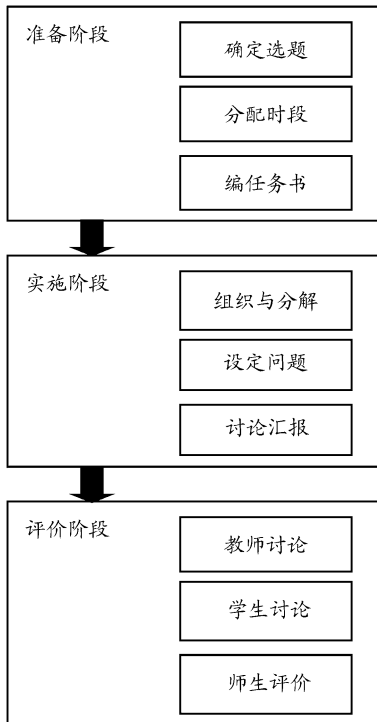 准备阶段
确定选题
分配时段
编任务书
实施阶段
组织与分解
设定问题
讨论汇报
评价阶段
教师讨论
学生讨论
师生评价